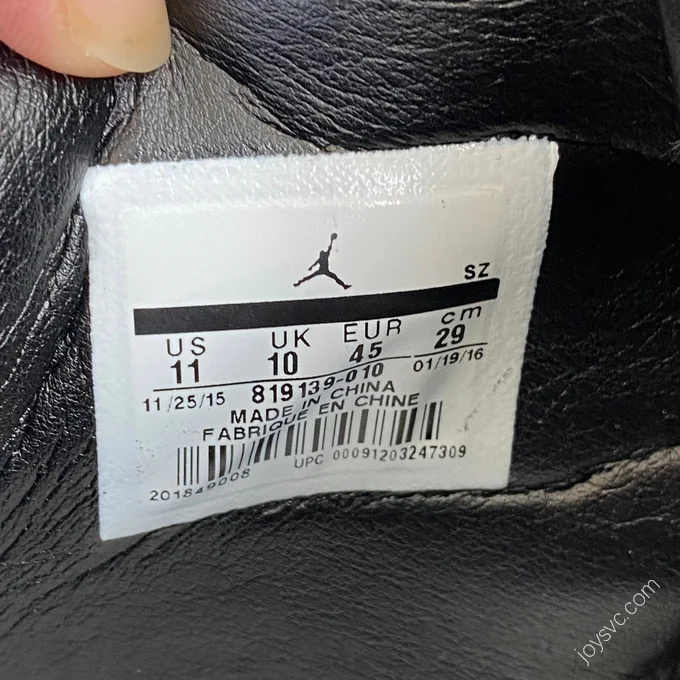 SZ
US UK EUR cm
11 10 45 29
11/25/15 819139-010 01/19/16
MADE IN CHINA
FABRIQUE EN CHINE
201849008 UPC 00091203247309
joysvc.com